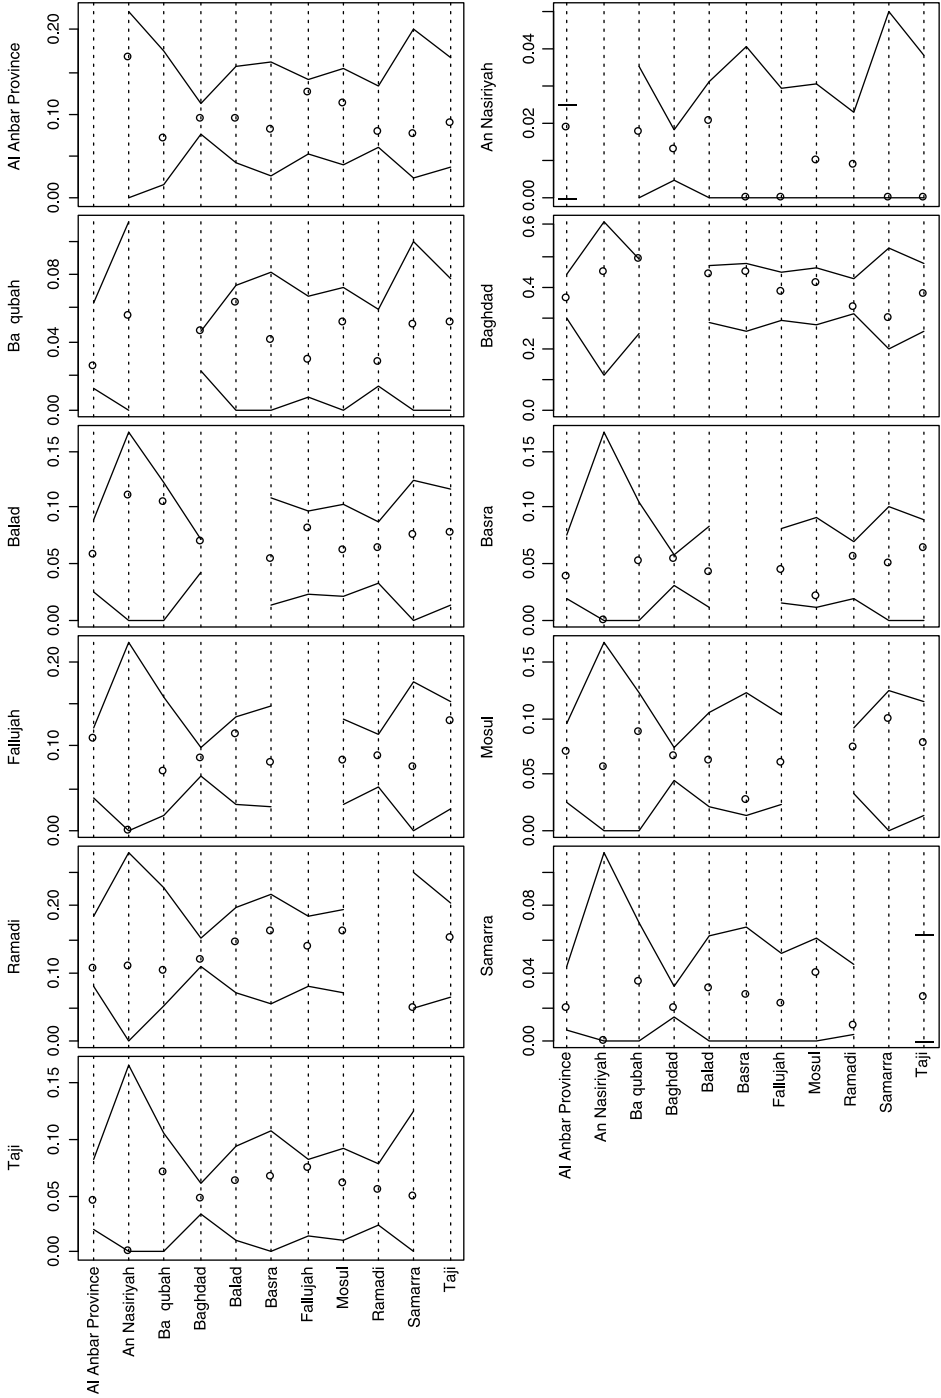 Taji
Ramadi
Fallujah
Balad
Ba qubah
Al Anbar Province
0.00 0.05 0.10 0.15
0.00 0.10 0.20
0.00 0.10 0.20
0.00 0.05 0.10 0.15
0.00 0.04 0.08
0.00 0.10 0.20
Al Anbar Province
An Nasiriyah
Ba qubah
Baghdad
Balad
Basra
Fallujah
Mosul
Ramadi
Samarra
Taji
Samarra
Mosul
Basra
Baghdad
An Nasiriyah
0.00 0.04 0.08
0.00 0.05 0.10 0.15
0.00 0.05 0.10 0.15
0.0 0.2 0.4 0.6
0.00 0.02 0.04
Al Anbar Province
An Nasiriyah
Ba qubah
Baghdad
Balad
Basra
Fallujah
Mosul
Ramadi
Samarra
Taji